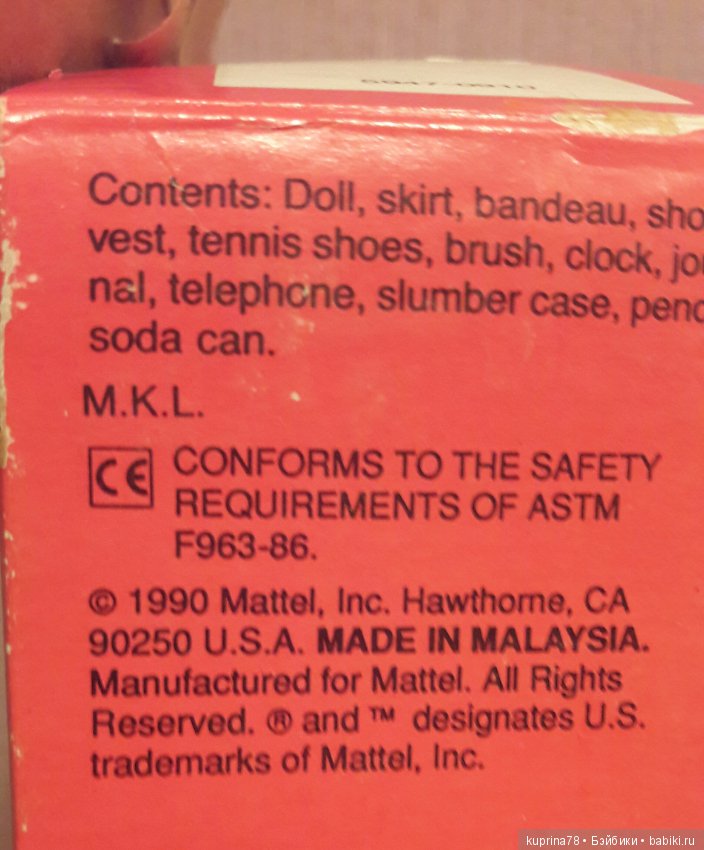 Contents: Doll, skirt, bandeau, sho
vest, tennis shoes, brush, clock, jou
nal, telephone, slumber case, penc
soda can.
M.K.L.
CE CONFORMS TO THE SAFETY
REQUIREMENTS OF ASTM
F963-86.
© 1990 Mattel, Inc. Hawthorne, CA
90250 U.S.A. MADE IN MALAYSIA.
Manufactured for Mattel. All Rights
Reserved. ® and ™ designates U.S.
trademarks of Mattel, Inc.
kuprina78 • Бэйбики • babiki.ru